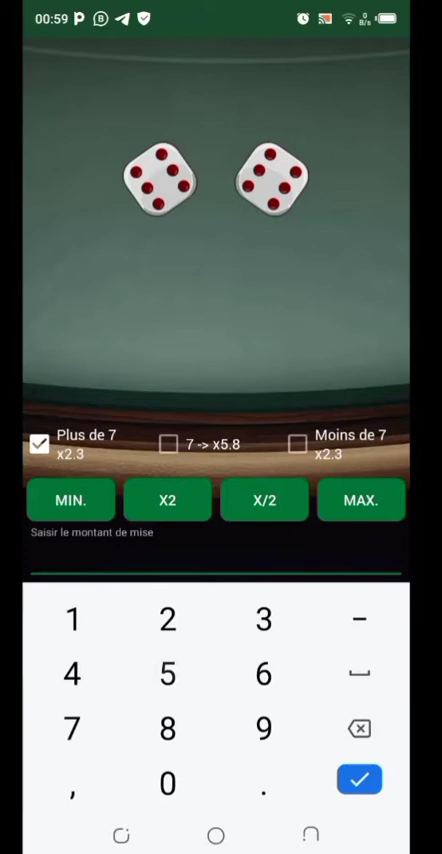 00:59
0
B/s
Plus de 7
x2.3
7 -> x5.8
Moins de 7
x2.3
MIN.
X2
X/2
MAX.
Saisir le montant de mise
1 2 3 -
4 5 6
7 8 9
, 0 .